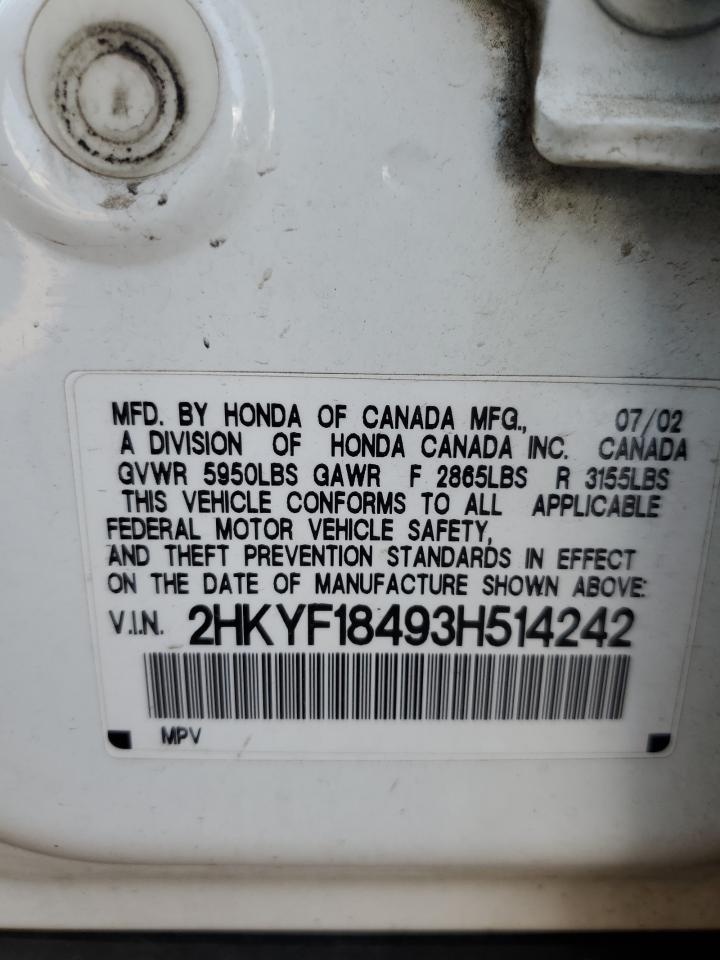 MFD. BY HONDA OF CANADA MFG., 07/02
A DIVISION OF HONDA CANADA INC. CANADA
GVWR 5950LBS GAWR F 2865LBS R 3155LBS
THIS VEHICLE CONFORMS TO ALL APPLICABLE
FEDERAL MOTOR VEHICLE SAFETY,
AND THEFT PREVENTION STANDARDS IN EFFECT
ON THE DATE OF MANUFACTURE SHOWN ABOVE:
V.I.N. 2HKYF18493H514242
MPV